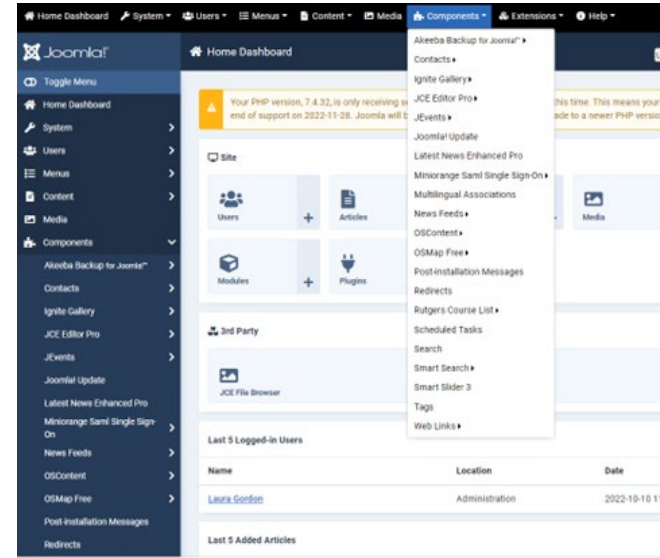 Home Dashboard System Users Menus Content Media Components Extensions Help
Joomla!
Home Dashboard
Toggle Menu
Home Dashboard
System
Users
Menus
Content
Media
Components
Akeeba Backup for Joomla!™
Contacts
Ignite Gallery
JCE Editor Pro
JEvents
Joomla! Update
Latest News Enhanced Pro
Miniorange Saml Single Sign-
On
News Feeds
OSContent
OSMap Free
Post-installation Messages
Redirects
Your PHP version, 7.4.32, is only receiving
this time. This means your
end of support on 2022-11-28. Joomla will
to a newer PHP
Site
Users
Articles
Media
Modules
Plugins
3rd Party
JCE File Browser
Last 5 Logged-in Users
Name Location Date
Laura Gordon Administration 2022-10-10
Last 5 Added Articles
Akeeba Backup for Joomla!™
Contacts
Ignite Gallery
JCE Editor Pro
JEvents
Joomla! Update
Latest News Enhanced Pro
Miniorange Saml Single Sign-On
Multilingual Associations
News Feeds
OSContent
OSMap Free
Post-installation Messages
Redirects
Rutgers Course List
Scheduled Tasks
Search
Smart Search
Smart Slider 3
Tags
Web Links